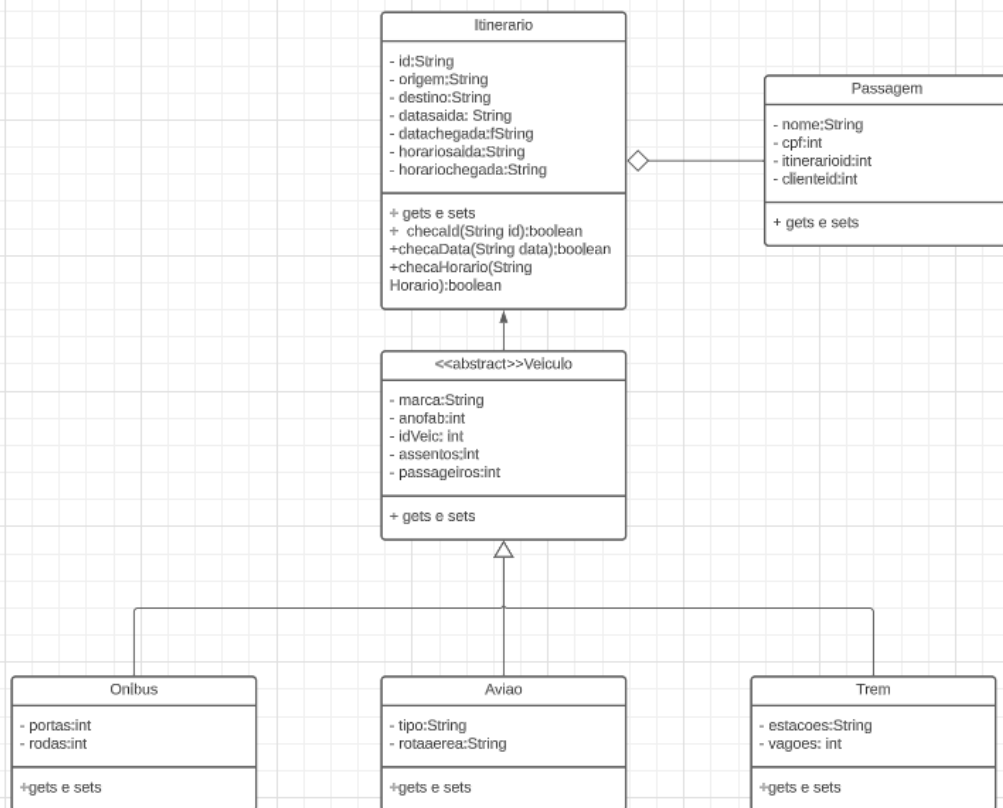 Itinerario
- id:String
- origem:String
- destino:String
- datasaida: String
- datachegada:fString
- horariosaida:String
- horariochegada:String
+ gets e sets
+ checaId(String id):boolean
+checaData(String data):boolean
+checaHorario(String
Horario):boolean
Passagem
- nome:String
- cpf:int
- itinerarioid:int
- clienteid:int
+ gets e sets
<<abstract>>Veiculo
- marca:String
- anofab:int
- idVeic: int
- assentos:int
- passageiros:int
+ gets e sets
Onibus
- portas:int
- rodas:int
+gets e sets
Aviao
- tipo:String
- rotaaerea:String
+gets e sets
Trem
- estacoes:String
- vagoes: int
+gets e sets